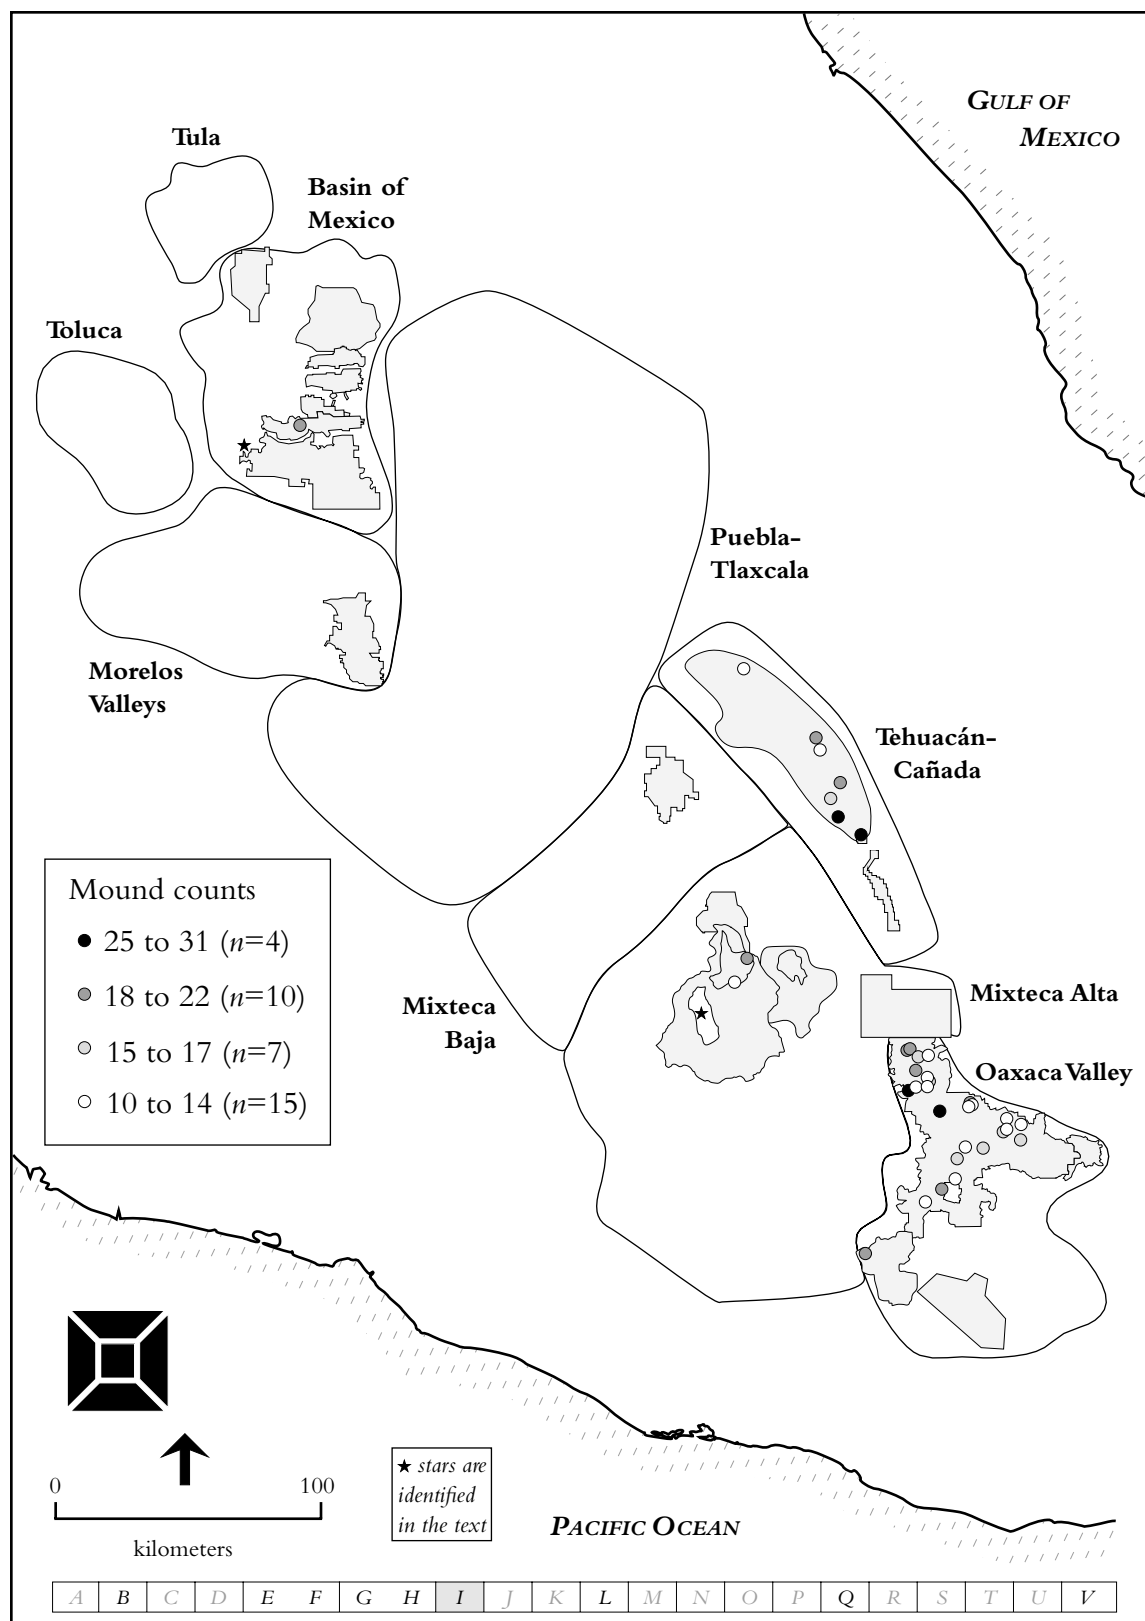 GULF OF
MEXICO
Tula
Basin of
Mexico
Toluca
Puebla-
Tlaxcala
Morelos
Valleys
Tehuacán-
Cañada
Mound counts
25 to 31 (n=4)
18 to 22 (n=10)
15 to 17 (n=7)
10 to 14 (n=15)
Mixteca
Baja
Mixteca Alta
Oaxaca Valley
0 100
kilometers
★ stars are
identified
in the text
PACIFIC OCEAN
A B C D E F G H I J K L M N O P Q R S T U V